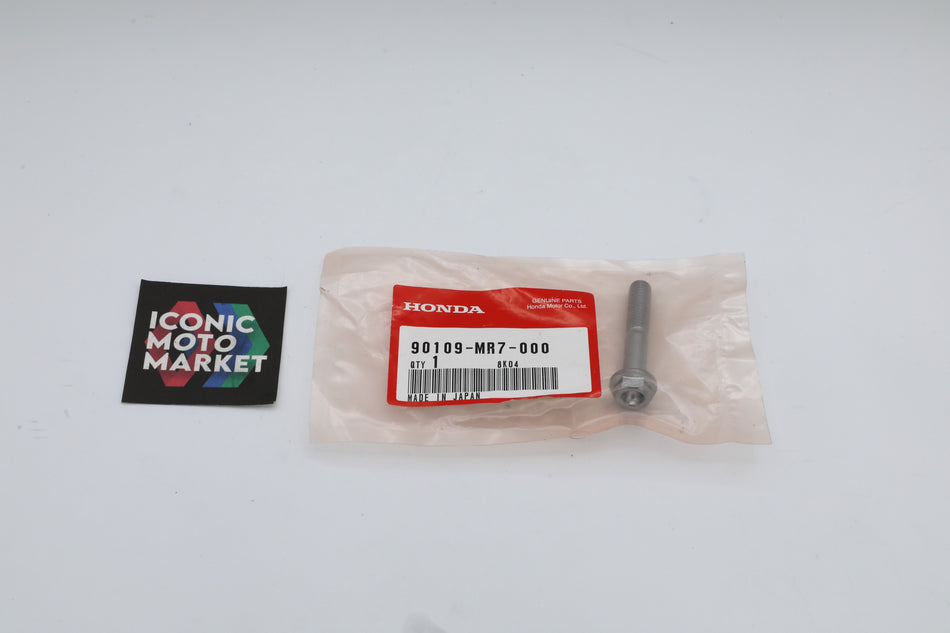 ICONIC
MOTO
MARKET
HONDA
GENUINE PARTS
Honda Motor Co., Ltd.
90109-MR7-000
QTY 1 8K04
MADE IN JAPAN